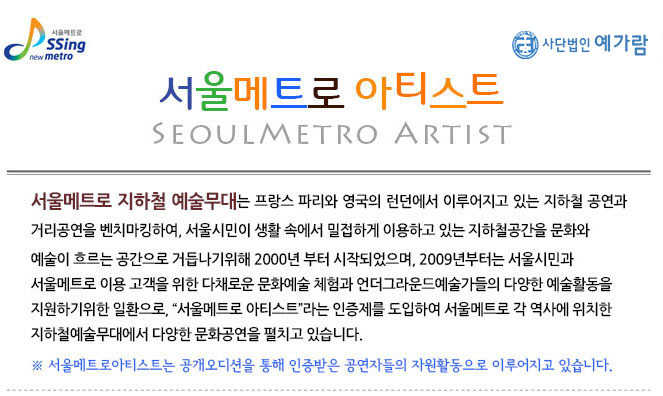 서울메트로
SSing
new metro
사단법인 예가람
서울메트로 아티스트
SEOULMETRO ARTIST
서울메트로 지하철 예술무대는 프랑스 파리와 영국의 런던에서 이루어지고 있는 지하철 공연과
거리공연을 벤치마킹하여, 서울시민이 생활 속에서 밀접하게 이용하고 있는 지하철공간을 문화와
예술이 흐르는 공간으로 거듭나기위해 2000년 부터 시작되었으며, 2009년부터는 서울시민과
서울메트로 이용 고객을 위한 다채로운 문화예술 체험과 언더그라운드예술가들의 다양한 예술활동을
지원하기위한 일환으로, “서울메트로 아티스트”라는 인증제를 도입하여 서울메트로 각 역사에 위치한
지하철예술무대에서 다양한 문화공연을 펼치고 있습니다.
※ 서울메트로아티스트는 공개오디션을 통해 인증받은 공연자들의 자원활동으로 이루어지고 있습니다.